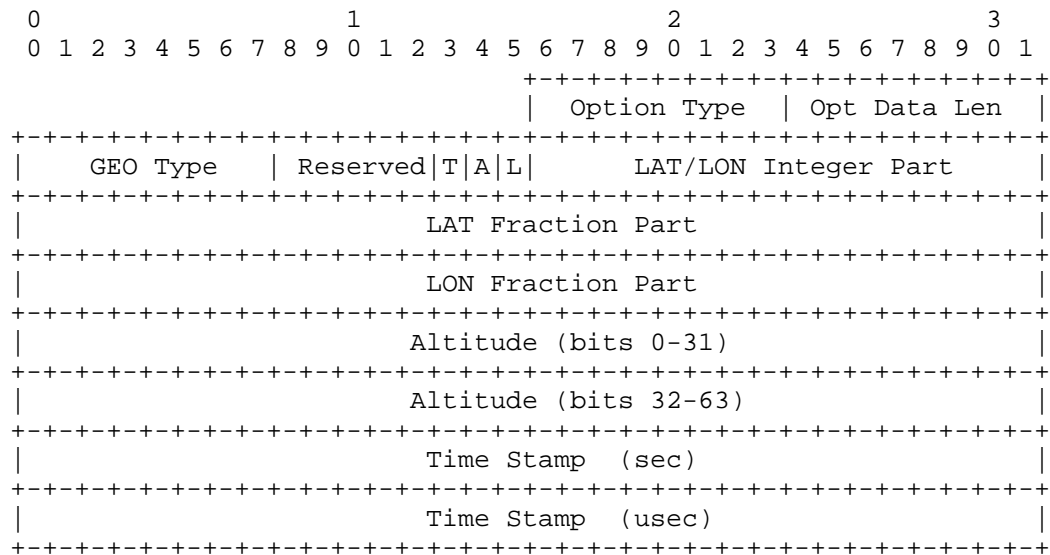 0                   1                   2                   3
 0 1 2 3 4 5 6 7 8 9 0 1 2 3 4 5 6 7 8 9 0 1 2 3 4 5 6 7 8 9 0 1
                                +-+-+-+-+-+-+-+-+-+-+-+-+-+-+-+-+
                                |  Option Type  | Opt Data Len  |
+-+-+-+-+-+-+-+-+-+-+-+-+-+-+-+-+-+-+-+-+-+-+-+-+-+-+-+-+-+-+-+-+
|    GEO Type   | Reserved|T|A|L|      LAT/LON Integer Part     |
+-+-+-+-+-+-+-+-+-+-+-+-+-+-+-+-+-+-+-+-+-+-+-+-+-+-+-+-+-+-+-+-+
|                         LAT Fraction Part                     |
+-+-+-+-+-+-+-+-+-+-+-+-+-+-+-+-+-+-+-+-+-+-+-+-+-+-+-+-+-+-+-+-+
|                         LON Fraction Part                     |
+-+-+-+-+-+-+-+-+-+-+-+-+-+-+-+-+-+-+-+-+-+-+-+-+-+-+-+-+-+-+-+-+
|                        Altitude (bits 0-31)                   |
+-+-+-+-+-+-+-+-+-+-+-+-+-+-+-+-+-+-+-+-+-+-+-+-+-+-+-+-+-+-+-+-+
|                        Altitude (bits 32-63)                  |
+-+-+-+-+-+-+-+-+-+-+-+-+-+-+-+-+-+-+-+-+-+-+-+-+-+-+-+-+-+-+-+-+
|                         Time Stamp  (sec)                     |
+-+-+-+-+-+-+-+-+-+-+-+-+-+-+-+-+-+-+-+-+-+-+-+-+-+-+-+-+-+-+-+-+
|                         Time Stamp  (usec)                    |
+-+-+-+-+-+-+-+-+-+-+-+-+-+-+-+-+-+-+-+-+-+-+-+-+-+-+-+-+-+-+-+-+